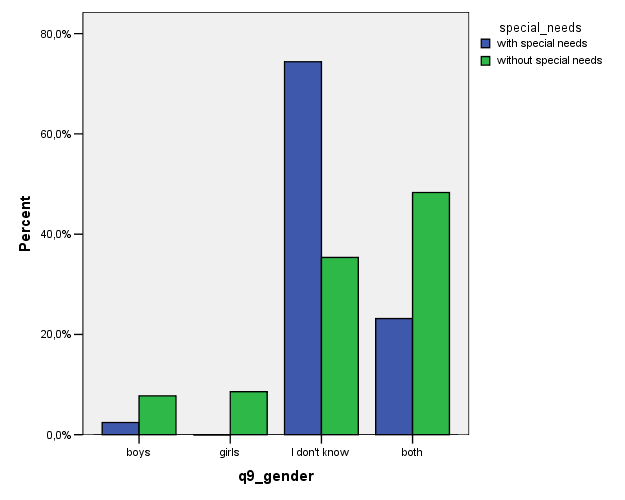 special_needs
with special needs
without special needs
80,0%
60,0%
40,0%
20,0%
0,0%
Percent
boys
girls
I don't know
both
q9_gender